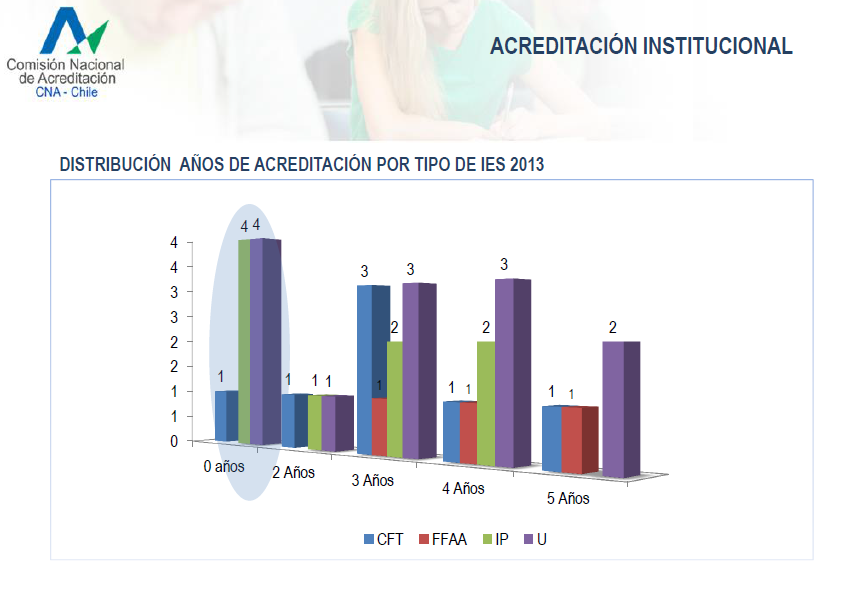 Comisión Nacional
de Acreditación
CNA - Chile
ACREDITACIÓN INSTITUCIONAL
DISTRIBUCIÓN AÑOS DE ACREDITACIÓN POR TIPO DE IES 2013
4
4
3
3
2
2
1
1
0
1
4 4
1
1 1
3
1
2
3
1
1
2
3
1
1
2
0 años
2 Años
3 Años
4 Años
5 Años
CFT FFAA IP U